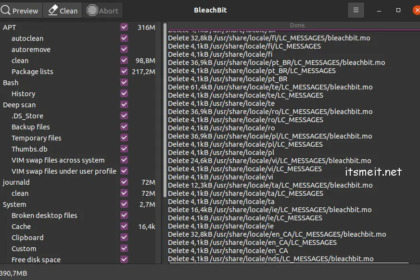 Preview
Clean
Abort
BleachBit
APT 316M
autoclean
autoremove
clean 98,8M
Package lists 217,2M
Bash
History
Deep scan
.DS_Store
Backup files
Temporary files
Thumbs.db
VIM swap files across system
VIM swap files under user profile
journald 72M
clean 72M
System 2,7M
Broken desktop files
Cache 16,4k
Clipboard
Custom
Free disk space
390,7MB
Done.
Delete 32,8kB /usr/share/locale/fi/LC_MESSAGES/bleachbit.mo
Delete 4,1kB /usr/share/locale/fi/LC_MESSAGES
Delete 4,1kB /usr/share/locale/fi
Delete 36,9kB /usr/share/locale/pt_BR/LC_MESSAGES/bleachbit.mo
Delete 4,1kB /usr/share/locale/pt_BR/LC_MESSAGES
Delete 4,1kB /usr/share/locale/pt_BR
Delete 61,4kB /usr/share/locale/te/LC_MESSAGES/bleachbit.mo
Delete 4,1kB /usr/share/locale/te/LC_MESSAGES
Delete 4,1kB /usr/share/locale/te
Delete 36,9kB /usr/share/locale/ro/LC_MESSAGES/bleachbit.mo
Delete 4,1kB /usr/share/locale/ro/LC_MESSAGES
Delete 4,1kB /usr/share/locale/ro
Delete 36,9kB /usr/share/locale/pl/LC_MESSAGES/bleachbit.mo
Delete 4,1kB /usr/share/locale/pl/LC_MESSAGES
Delete 4,1kB /usr/share/locale/pl
Delete 24,6kB /usr/share/locale/vi/LC_MESSAGES/bleachbit.mo
Delete 4,1kB /usr/share/locale/vi/LC_MESSAGES
Delete 4,1kB /usr/share/locale/vi
Delete 12,3kB /usr/share/locale/ta/LC_MESSAGES/bleachbit.mo
Delete 4,1kB /usr/share/locale/ta/LC_MESSAGES
Delete 4,1kB /usr/share/locale/ta
Delete 16,4kB /usr/share/locale/ie/LC_MESSAGES/bleachbit.mo
Delete 4,1kB /usr/share/locale/ie/LC_MESSAGES
Delete 4,1kB /usr/share/locale/ie
Delete 32,8kB /usr/share/locale/en_CA/LC_MESSAGES/bleachbit.mo
Delete 4,1kB /usr/share/locale/en_CA/LC_MESSAGES
Delete 4,1kB /usr/share/locale/en_CA
Delete 4,1kB /usr/share/locale/nds/LC_MESSAGES/bleachbit.mo
itsmeit.net